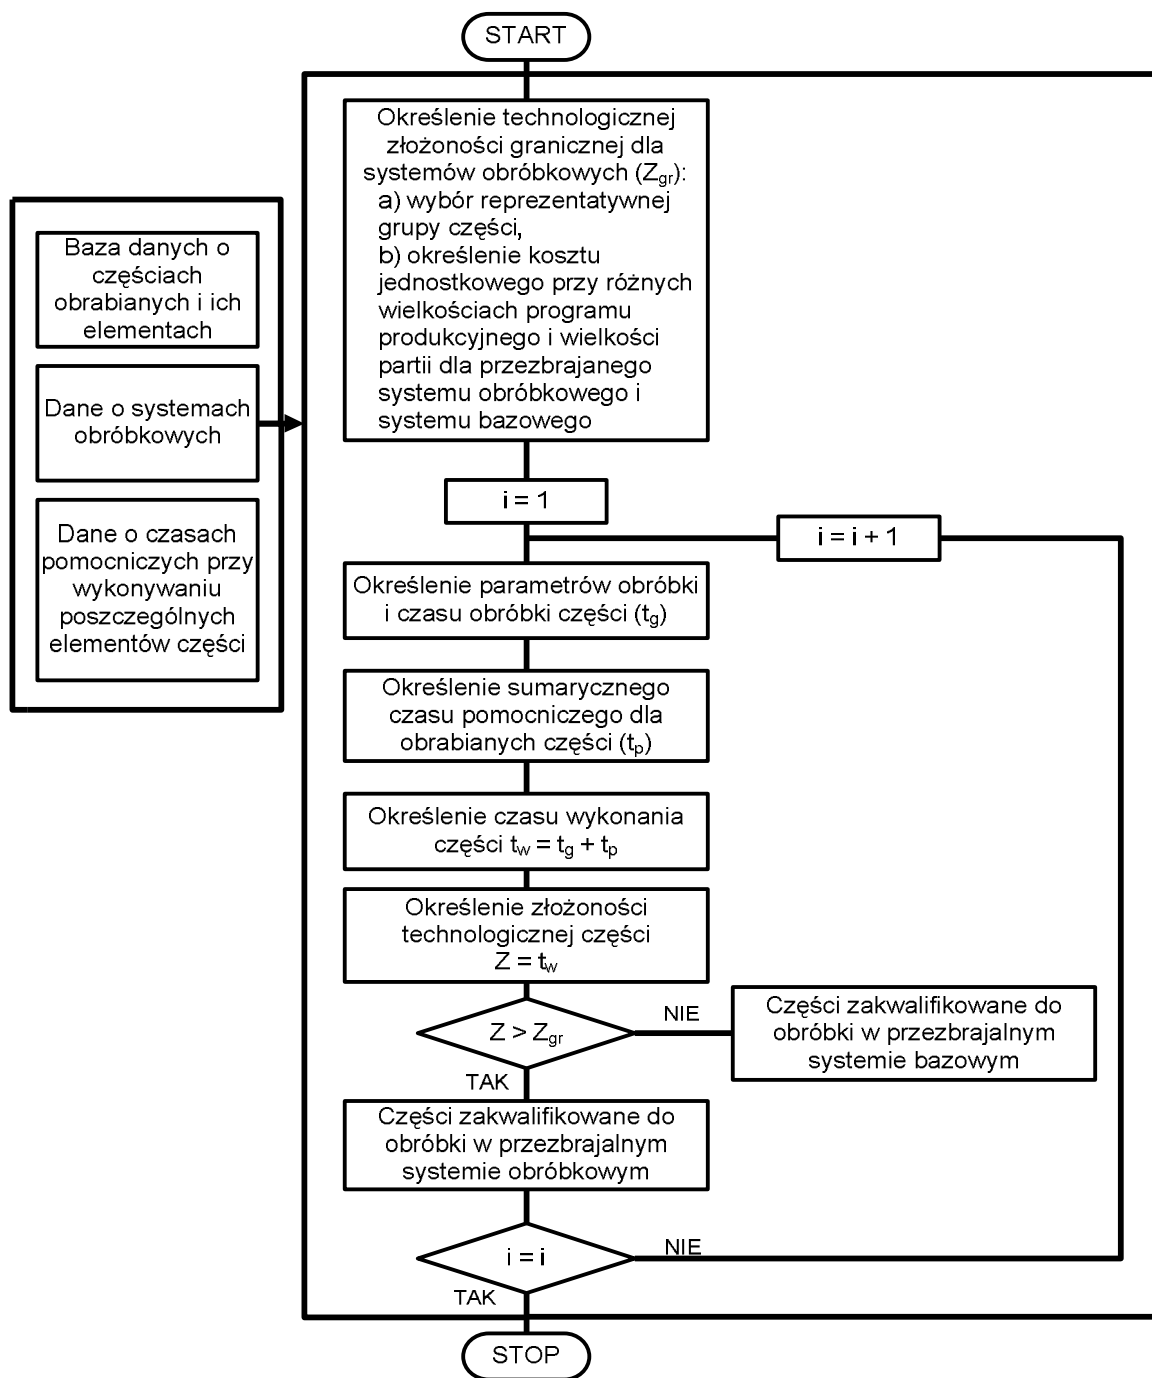 START
Określenie technologicznej
złożoności granicznej dla
systemów obróbkowych (Zgr):
a) wybór reprezentatywnej
grupy części,
b) określenie kosztu
jednostkowego przy różnych
wielkościach programu
produkcyjnego i wielkości
partii dla przezbrajanego
systemu obróbkowego i
systemu bazowego
Baza danych o
częściach
obrabianych i ich
elementach
Dane o systemach
obróbkowych
Dane o czasach
pomocniczych przy
wykonywaniu
poszczególnych
elementów części
i = 1
i = i + 1
Określenie parametrów obróbki
i czasu obróbki części (tg)
Określenie sumarycznego
czasu pomocniczego dla
obrabianych części (tp)
Określenie czasu wykonania
części tw = tg + tp
Określenie złożoności
technologicznej części
Z = tw
Z > Zgr
NIE
Części zakwalifikowane do
obróbki w przezbrajalnym
systemie bazowym
TAK
Części zakwalifikowane do
obróbki w przezbrajalnym
systemie obróbkowym
i = i
NIE
TAK
STOP